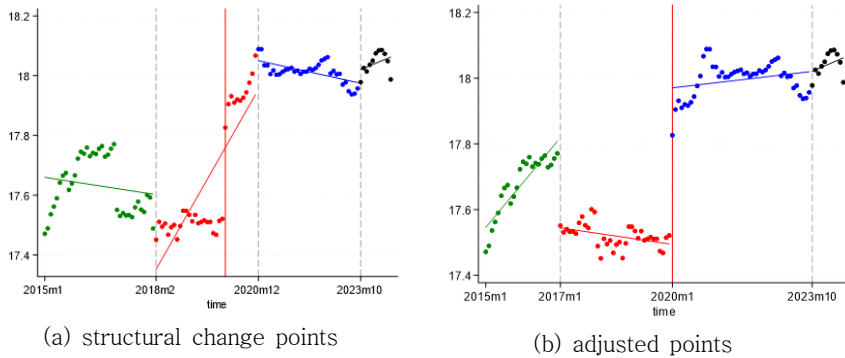 18.2
18
17.8
17.6
17.4
2015m1
2018m2
2020m12
2023m10
time
(a) structural change points
18.2
18
17.8
17.6
17.4
2015m1
2017m1
2020m1
2023m10
time
(b) adjusted points